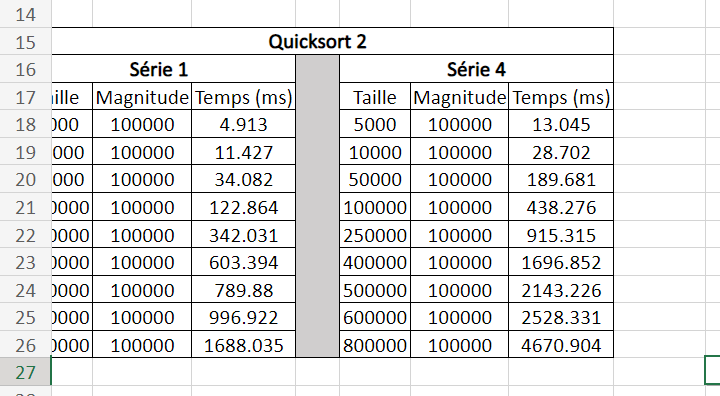 14
15 Quicksort 2
16 Série 1 Série 4
17 ille Magnitude Temps (ms) Taille Magnitude Temps (ms)
18 000 100000 4.913 5000 100000 13.045
19 000 100000 11.427 10000 100000 28.702
20 000 100000 34.082 50000 100000 189.681
21 0000 100000 122.864 100000 100000 438.276
22 0000 100000 342.031 250000 100000 915.315
23 0000 100000 603.394 400000 100000 1696.852
24 0000 100000 789.88 500000 100000 2143.226
25 0000 100000 996.922 600000 100000 2528.331
26 0000 100000 1688.035 800000 100000 4670.904
27